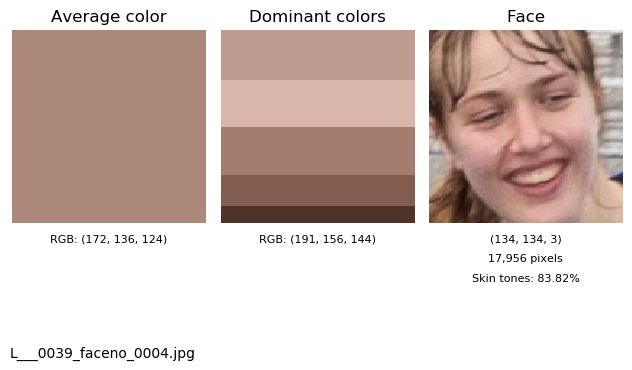 Average color
Dominant colors
Face
RGB: (172, 136, 124)
RGB: (191, 156, 144)
(134, 134, 3)
17,956 pixels
Skin tones: 83.82%
L___0039_faceno_0004.jpg